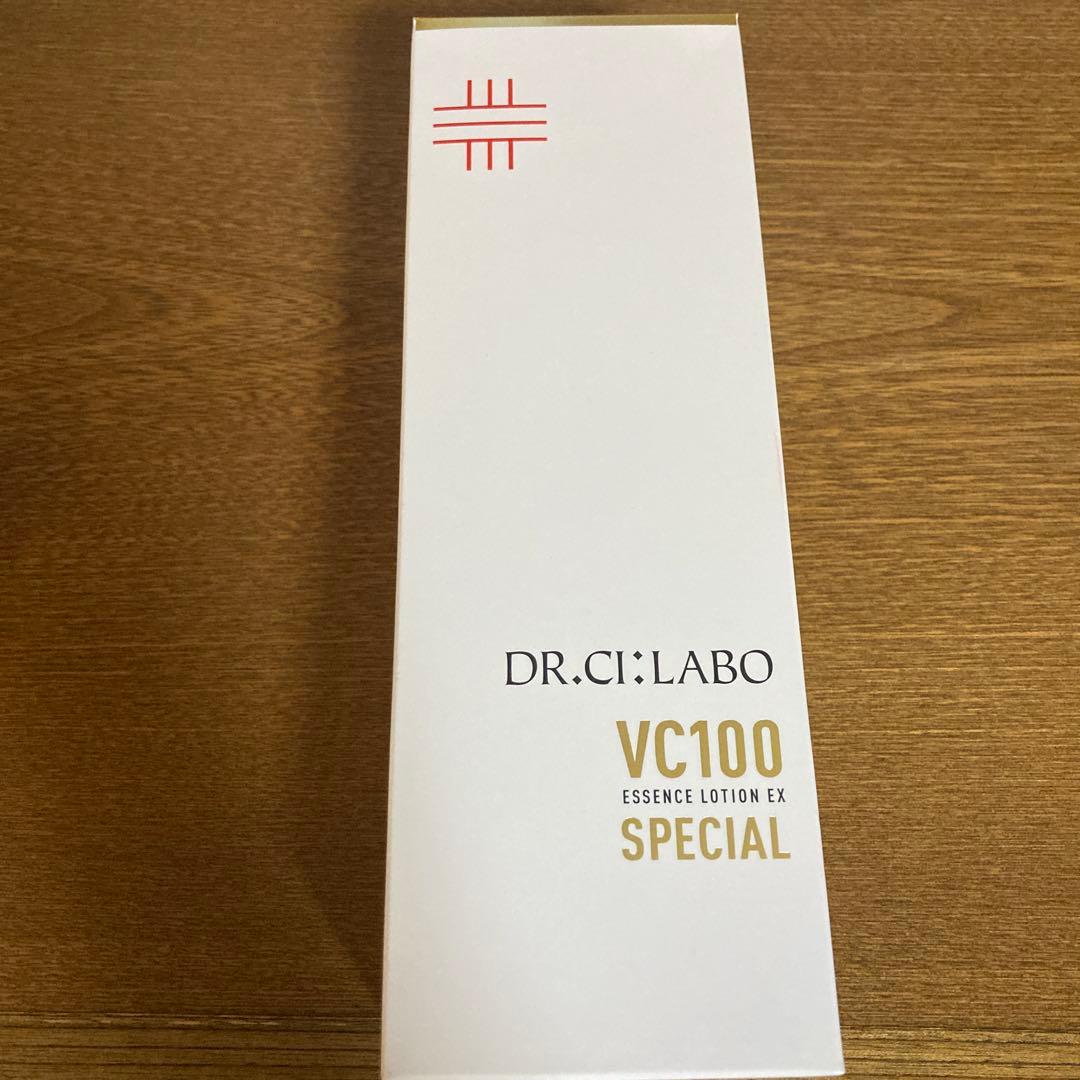 DR.CI:LABO
VC100
ESSENCE LOTION EX
SPECIAL